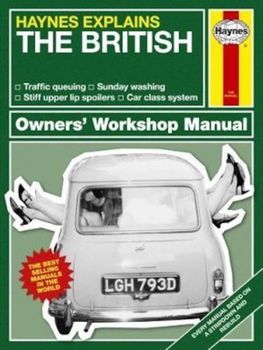 HAYNES EXPLAINS
THE BRITISH
Haynes
□ Traffic queuing □ Sunday washing
□ Stiff upper lip spoilers □ Car class system
Owners' Workshop Manual
THE BEST
SELLING
MANUALS
IN THE
WORLD
LGH 793D
EVERY MANUAL BASED ON
A STRIPDOWN AND
REBUILD